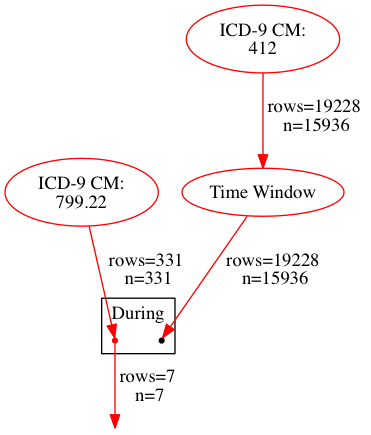 ICD-9 CM:
412
rows=19228
n=15936
ICD-9 CM:
799.22
Time Window
rows=331
n=331
rows=19228
n=15936
During
rows=7
n=7